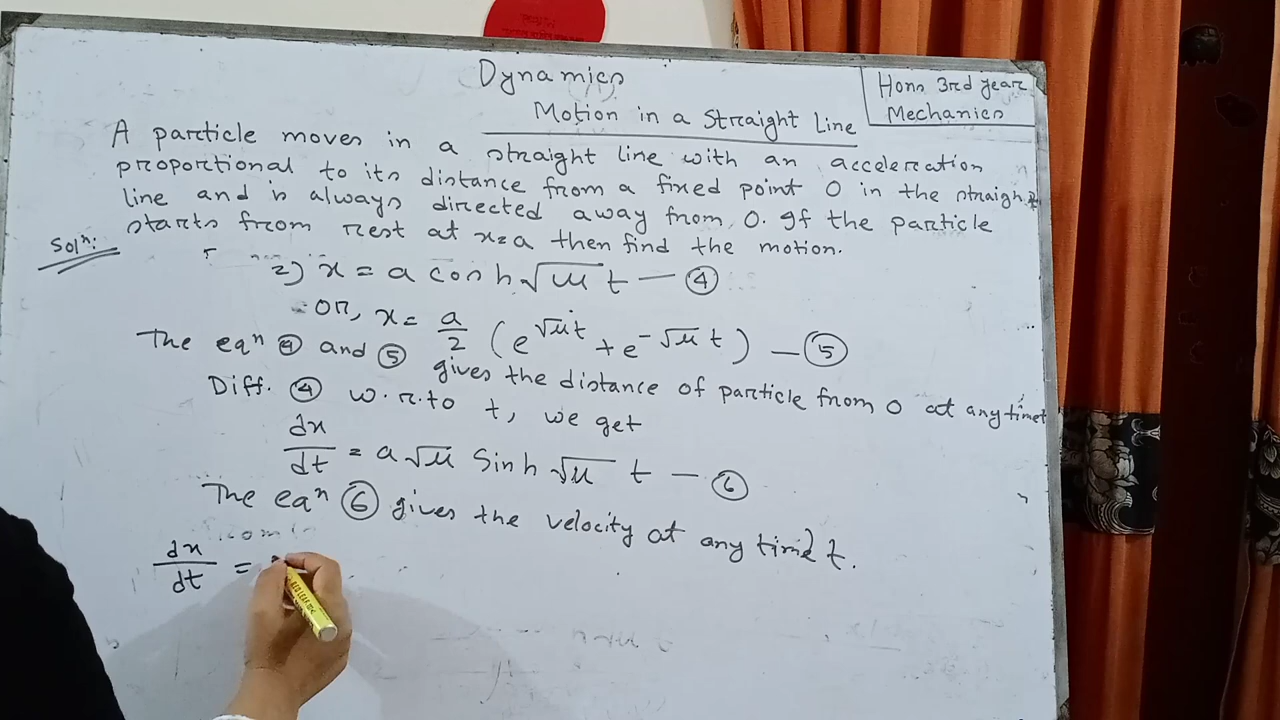 Dynamics
Hons 3rd year
Mechanics
Motion in a Straight Line
A particle moves in a straight line with an acceleration
proportional to its distance from a fixed point O in the straight
line and is always directed away from O. If the particle
starts from rest at x=a then find the motion.
Solⁿ:
⇒ x = a cosh √μ t — ④
or, x = a/2 (e^√μt + e^-√μ t) — ⑤
The eqⁿ ④ and ⑤ gives the distance of particle from O at any time t
Diff. ④ w.r.to t, we get
dx/dt = a√μ Sinh √μ t — ⑥
The eqⁿ ⑥ gives the velocity at any time t.
dx/dt =